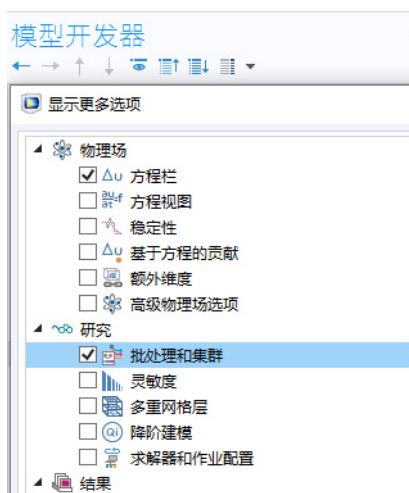 模型开发器
显示更多选项
物理场
Δu 方程栏
方程视图
稳定性
Δu 基于方程的贡献
额外维度
高级物理场选项
研究
批处理和集群
灵敏度
多重网格层
Qi 降阶建模
求解器和作业配置
结果